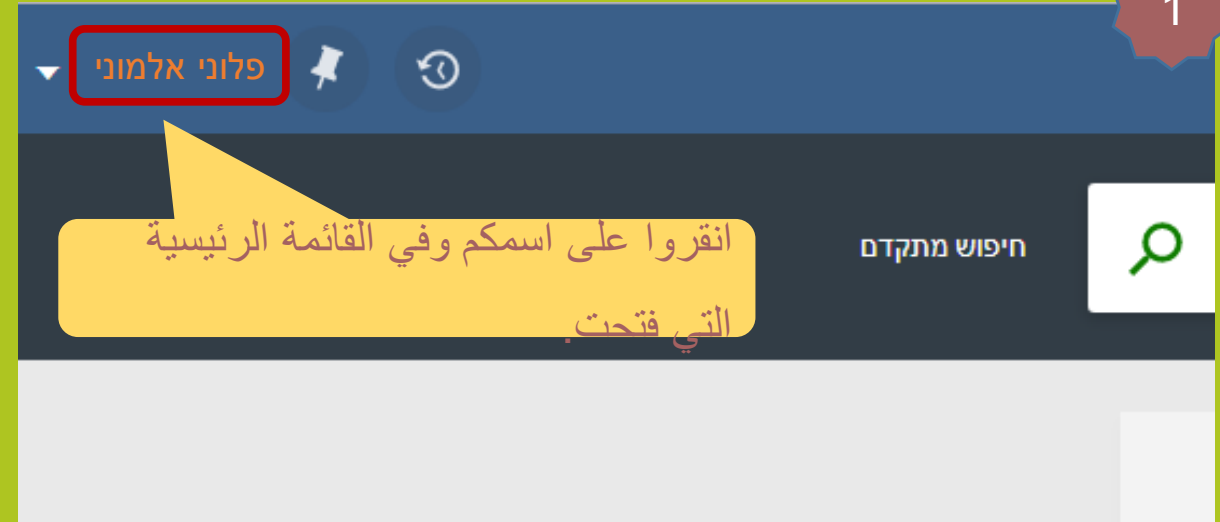 1
פלוני אלמוני
انقروا على اسمكم وفي القائمة الرئيسية
التي فتحت.
חיפוש מתקדם